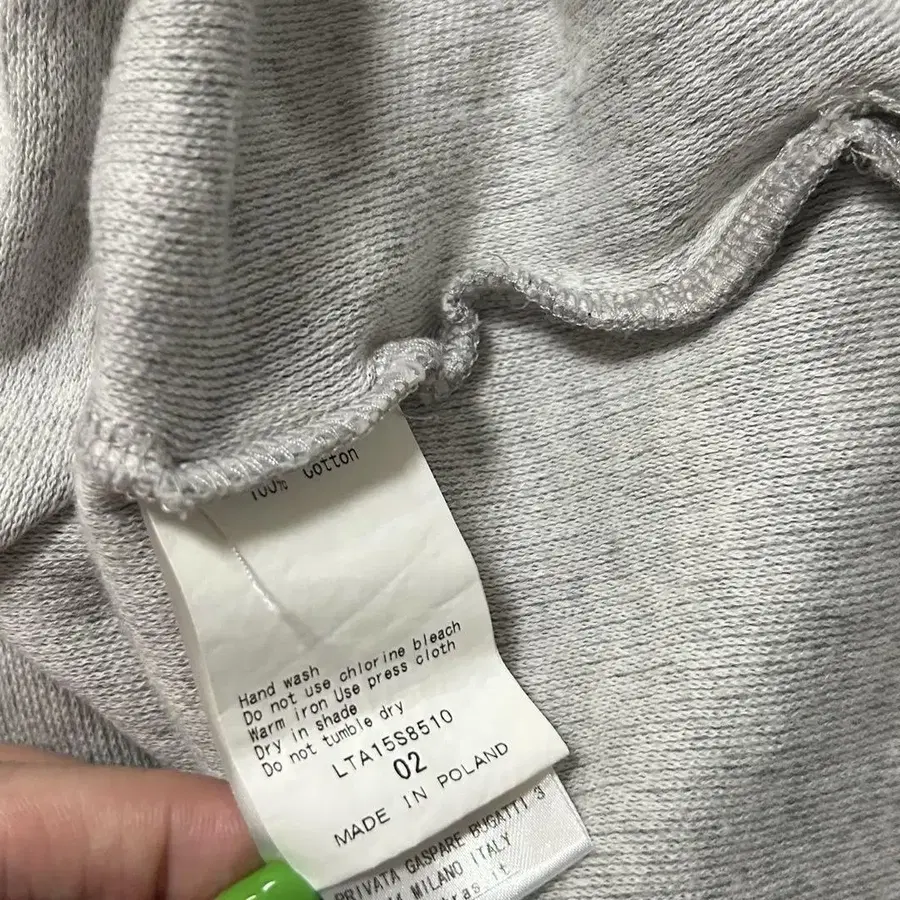 100% Cotton
Hand wash
Do not use chlorine bleach
Warm iron Use press cloth
Dry in shade
Do not tumble dry
LTA15S8510
02
MADE IN POLAND
PRIVATA GASPARE BUGATTI 3
MILANO ITALY
it